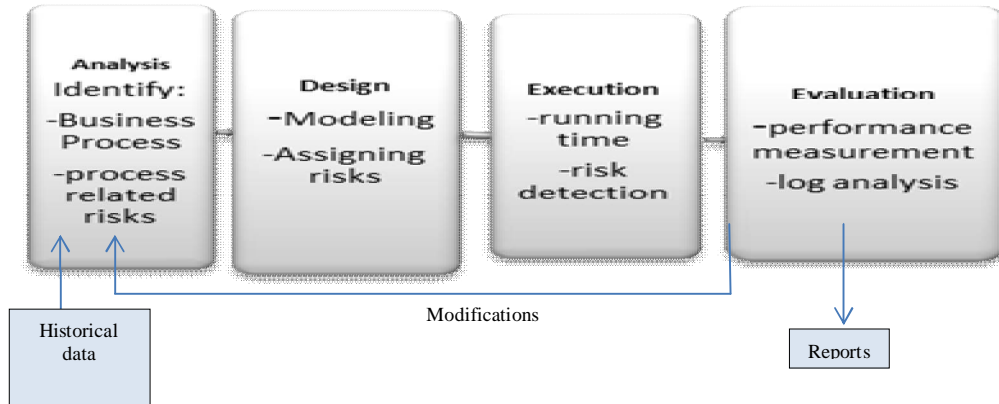 Analysis
Identify:
-Business
Process
-process
related
risks
Design
-Modeling
-Assigning
risks
Execution
-running
time
-risk
detection
Evaluation
-performance
measurement
-log analysis
Modifications
Historical
data
Reports